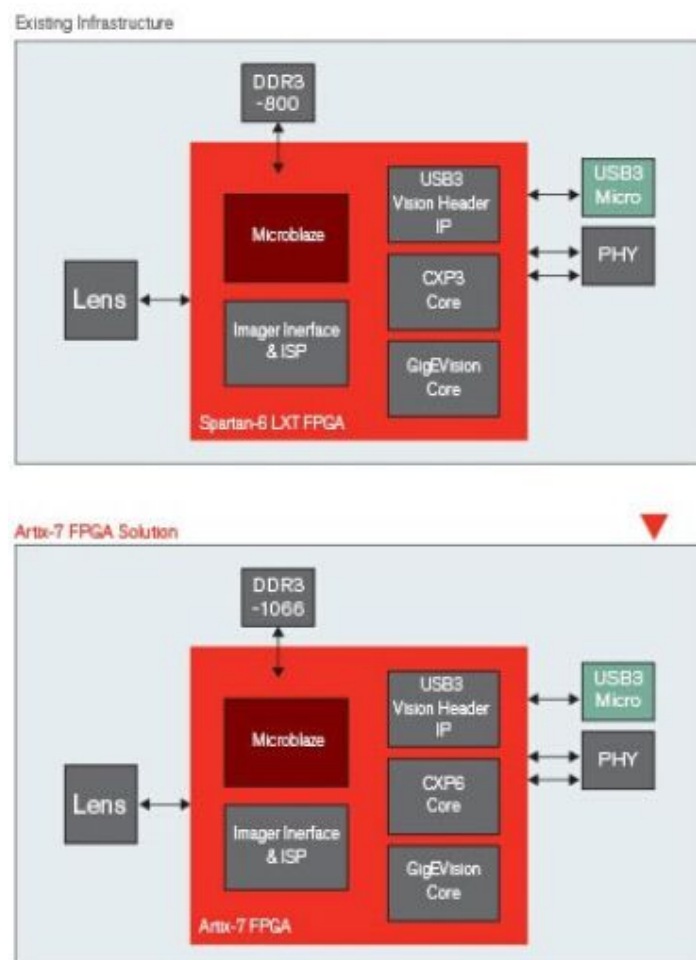 Existing Infrastructure
DDR3
-800
USB3
Vision Header
IP
USB3
Micro
Microblaze
PHY
CXP3
Core
Lens
Imager Inerface
& ISP
GigEVision
Core
Spartan-6 LXT FPGA
Artix-7 FPGA Solution
DDR3
-1066
USB3
Vision Header
IP
USB3
Micro
Microblaze
PHY
CXP6
Core
Lens
Imager Inerface
& ISP
GigEVision
Core
Artix-7 FPGA